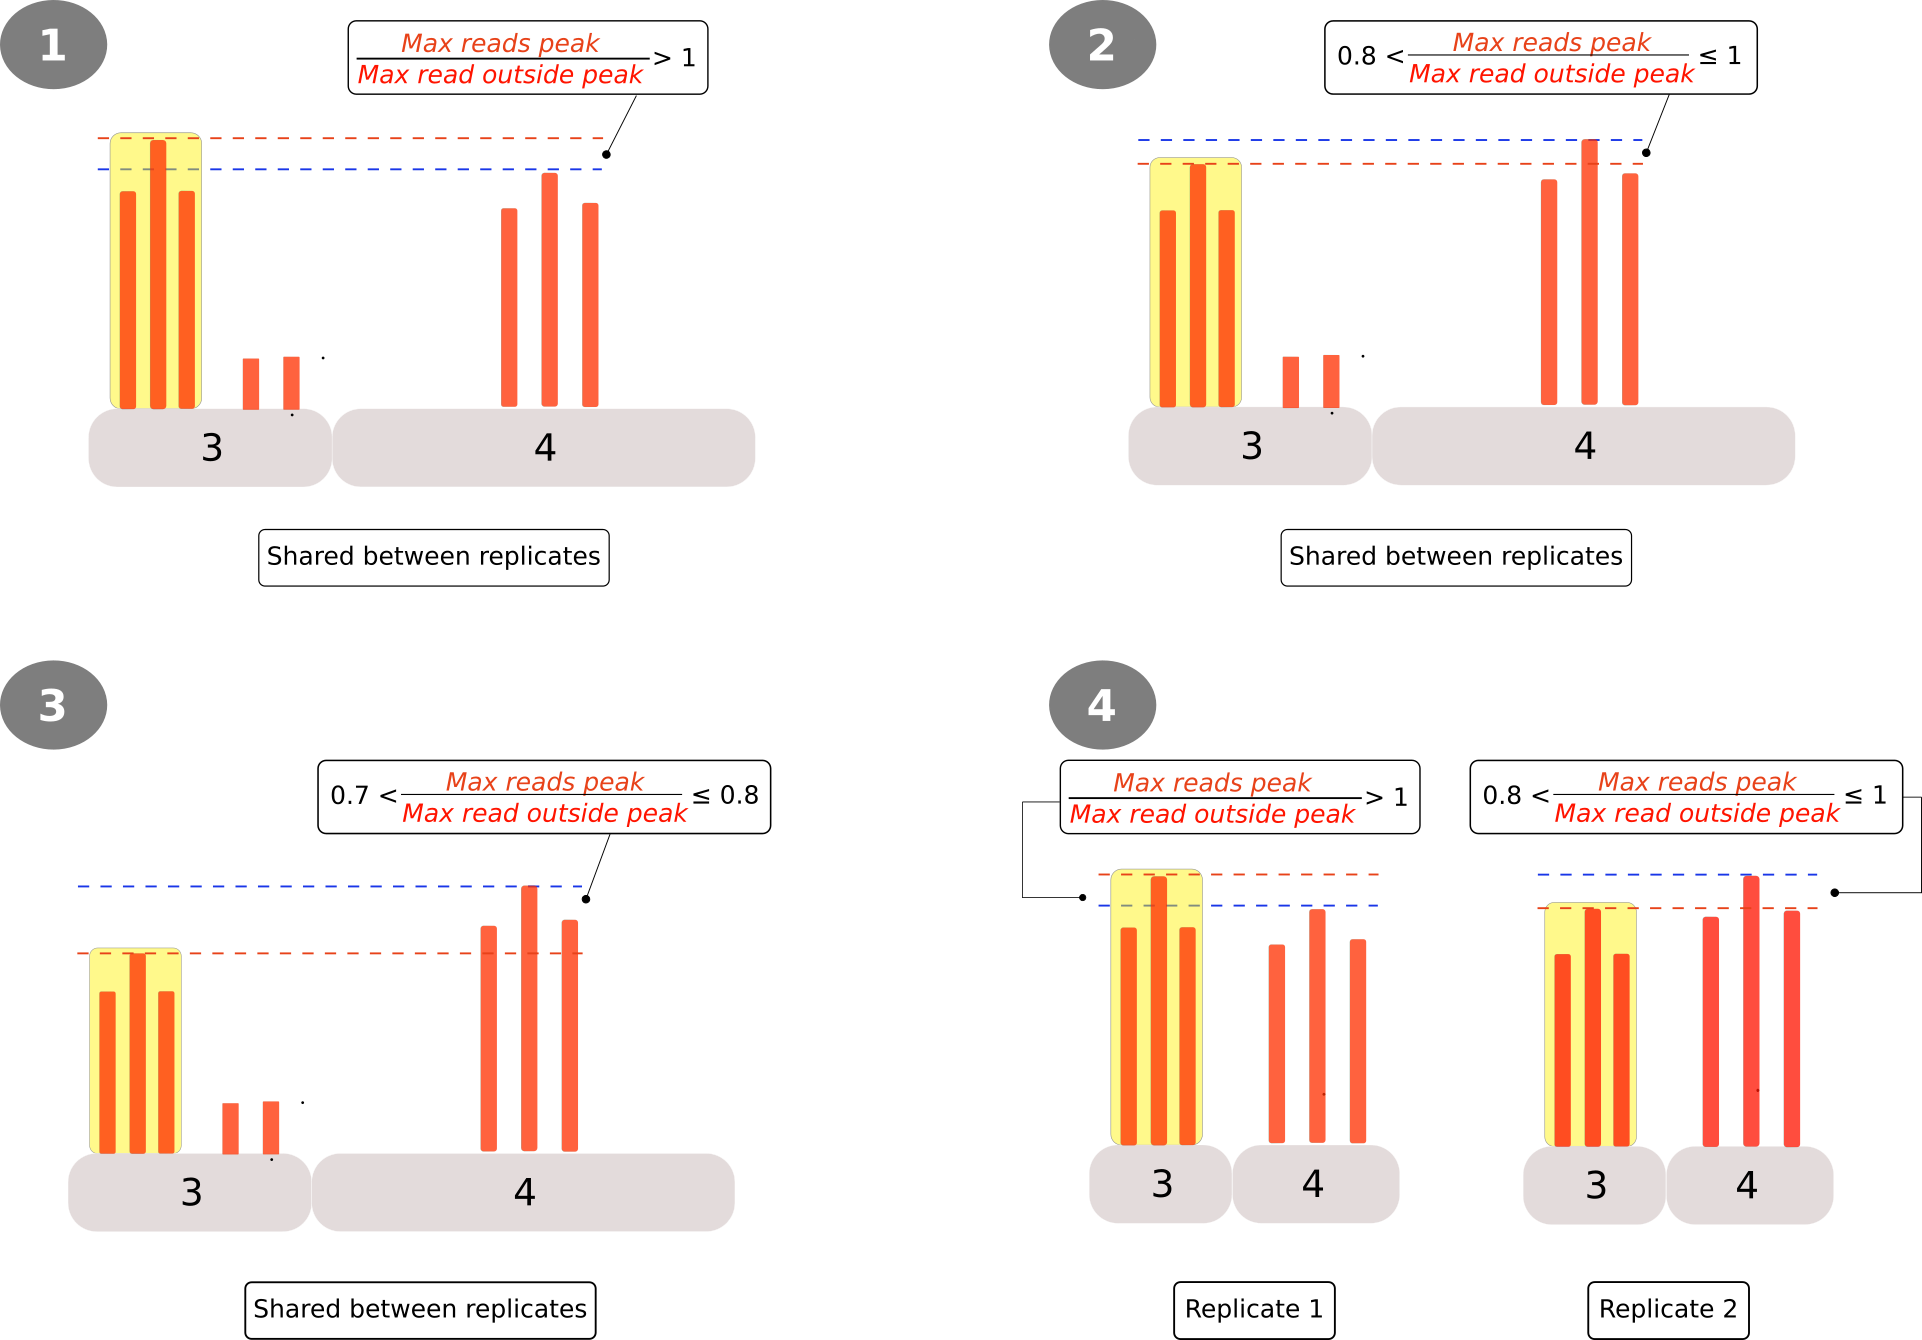 1
Max reads peak
Max read outside peak
> 1
3
4
Shared between replicates
2
0.8 <
Max reads peak
Max read outside peak
≤ 1
3
4
Shared between replicates
3
0.7 <
Max reads peak
Max read outside peak
≤ 0.8
3
4
Shared between replicates
4
Max reads peak
Max read outside peak
> 1
3
4
Replicate 1
0.8 <
Max reads peak
Max read outside peak
≤ 1
3
4
Replicate 2